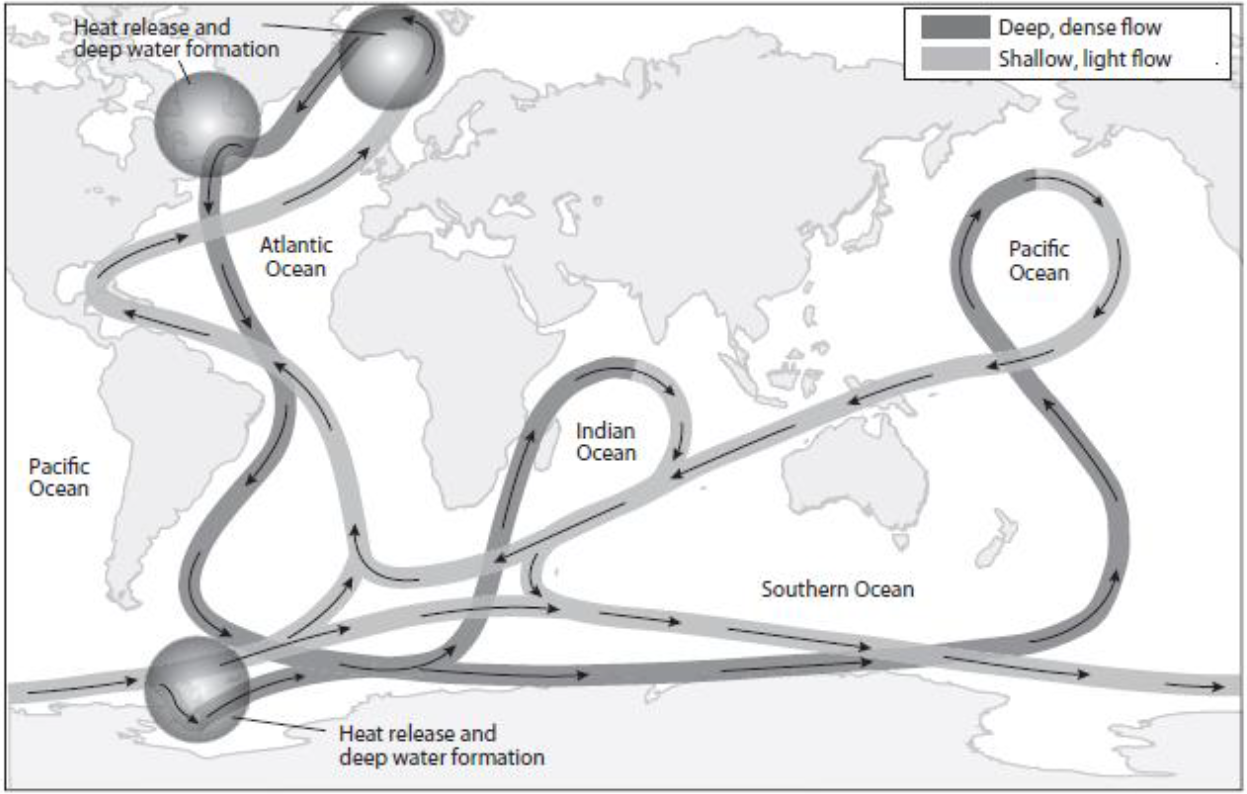 Heat release and
deep water formation
Deep, dense flow
Shallow, light flow
Atlantic
Ocean
Pacific
Ocean
Indian
Ocean
Pacific
Ocean
Southern Ocean
Heat release and
deep water formation